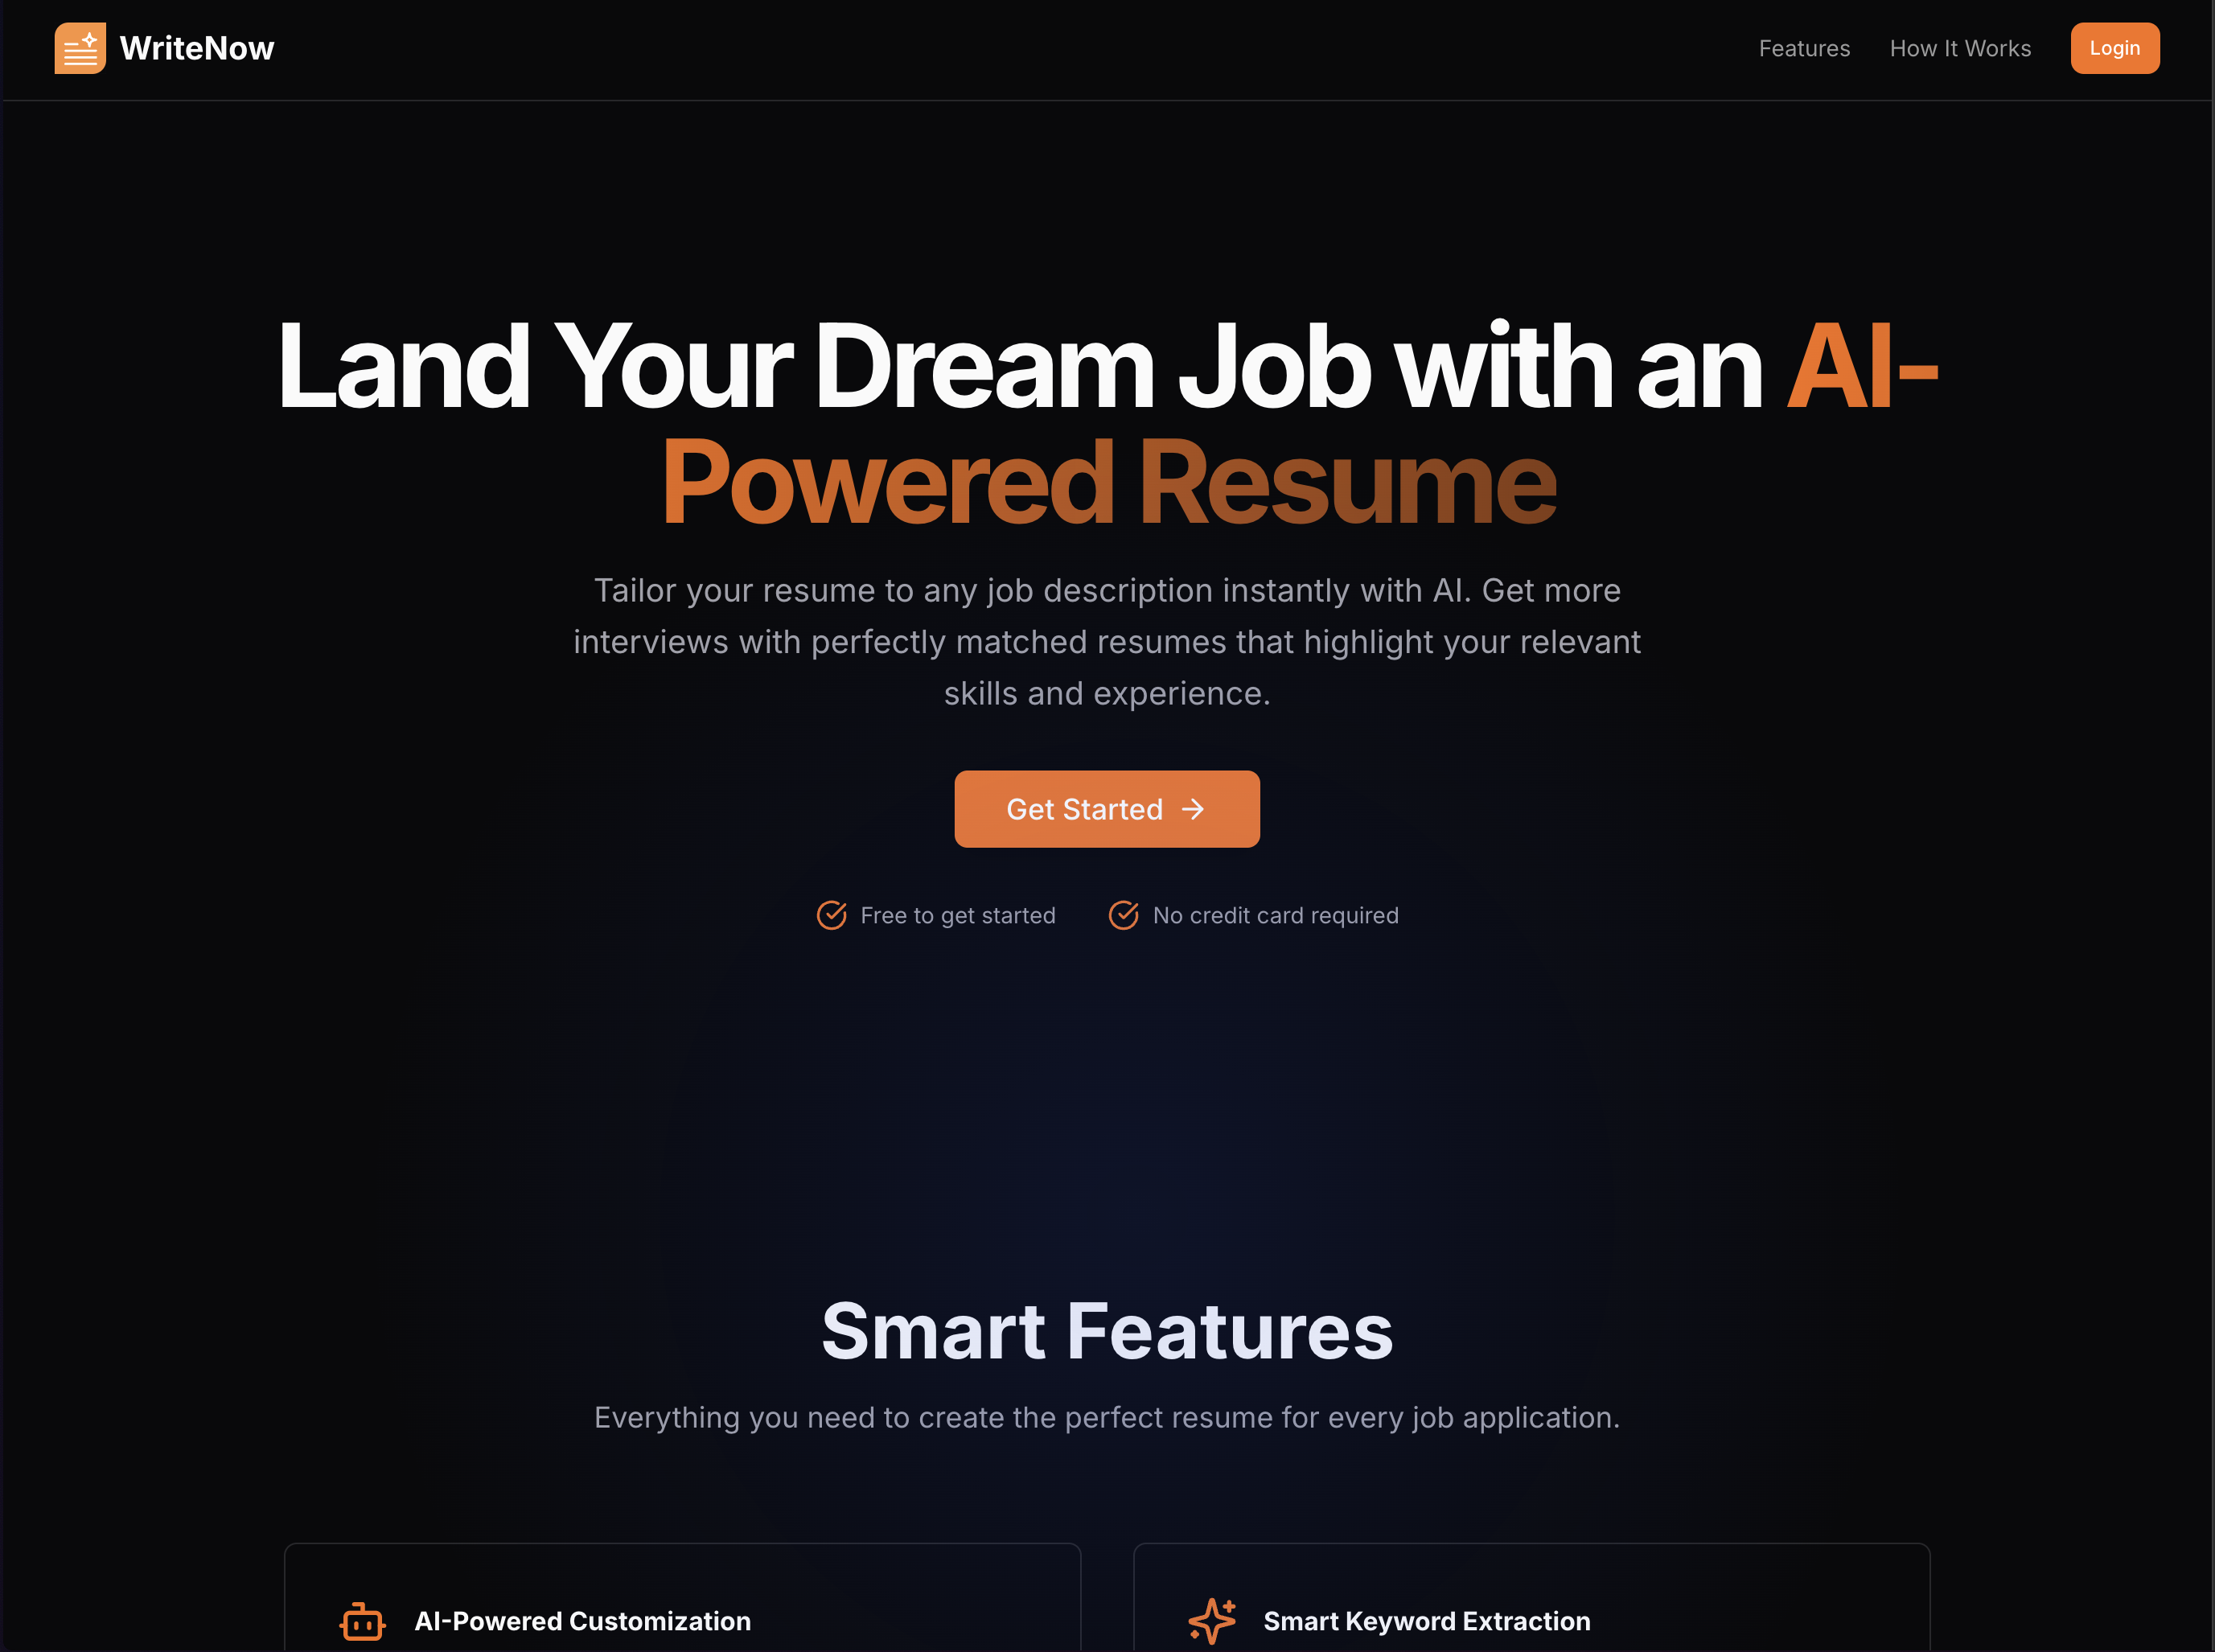 WriteNow
Features
How It Works
Login
Land Your Dream Job with an AI-
Powered Resume
Tailor your resume to any job description instantly with AI. Get more
interviews with perfectly matched resumes that highlight your relevant
skills and experience.
Get Started
Free to get started
No credit card required
Smart Features
Everything you need to create the perfect resume for every job application.
AI-Powered Customization
Smart Keyword Extraction